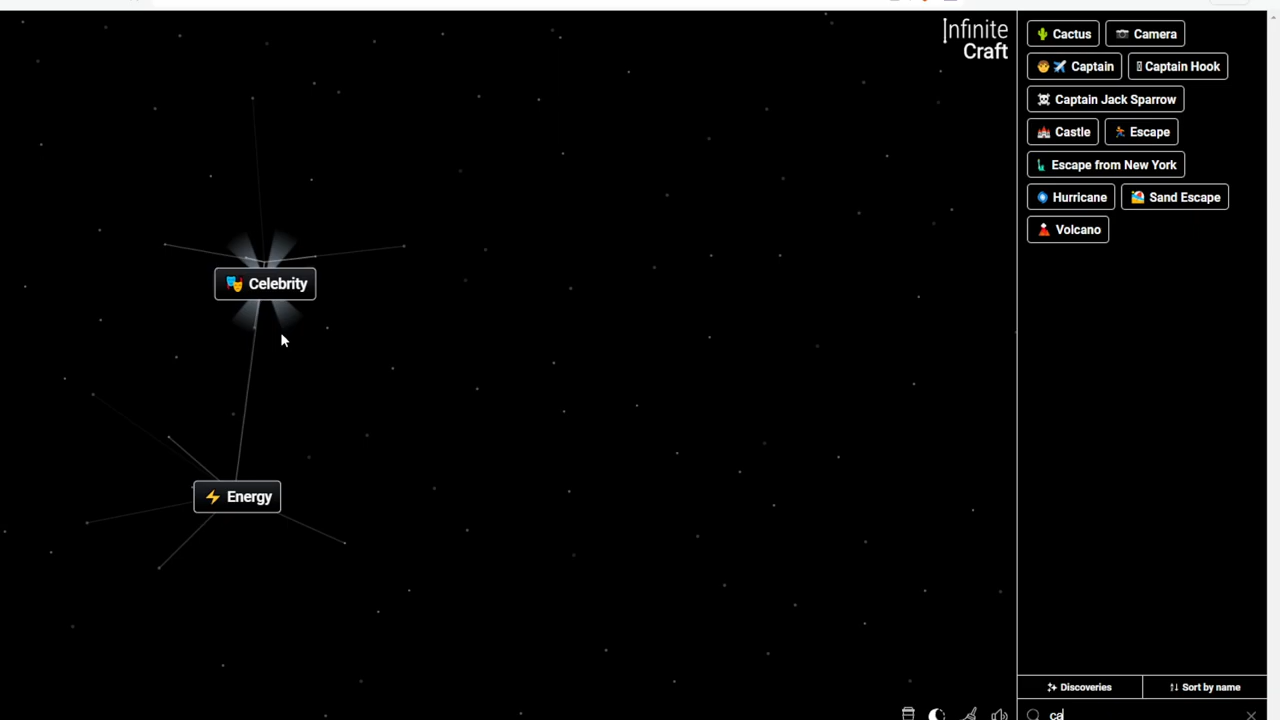 Infinite
Craft
Cactus
Camera
Captain
Captain Hook
Captain Jack Sparrow
Castle
Escape
Escape from New York
Hurricane
Sand Escape
Volcano
Celebrity
Energy
Discoveries
Sort by name
ca